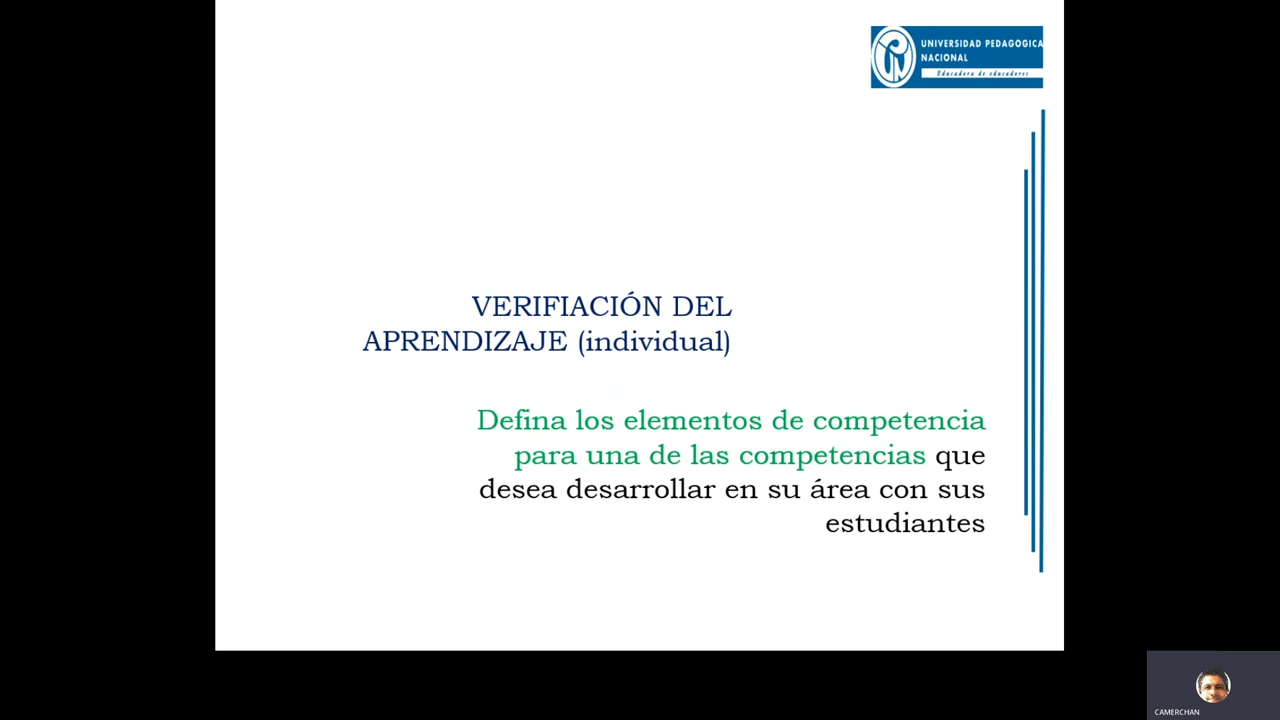 UNIVERSIDAD PEDAGOGICA
NACIONAL
Educadora de educadores
VERIFIACIÓN DEL
APRENDIZAJE (individual)
Defina los elementos de competencia
para una de las competencias que
desea desarrollar en su área con sus
estudiantes
CAMERCHAN